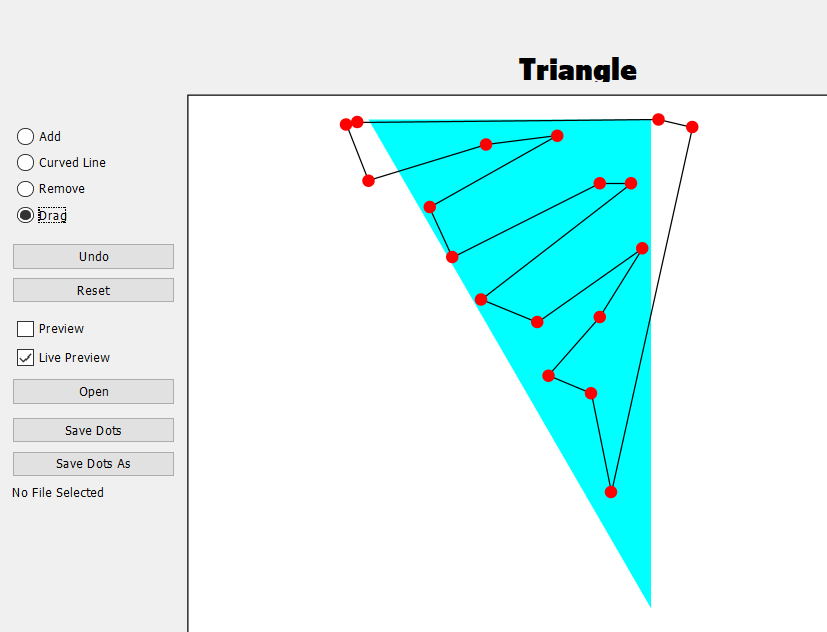 Triangle
Add
Curved Line
Remove
Drag
Undo
Reset
Preview
Live Preview
Open
Save Dots
Save Dots As
No File Selected